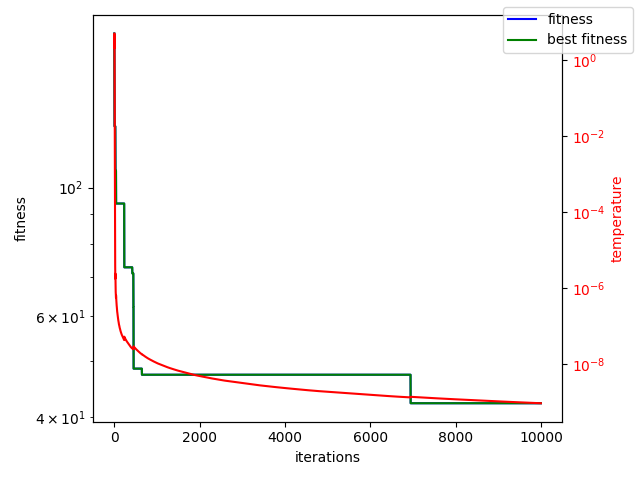 fitness
best fitness
10^0
10^-2
10^2
10^-4
fitness
temperature
10^-6
6 × 10^1
10^-8
4 × 10^1
0 2000 4000 6000 8000 10000
iterations